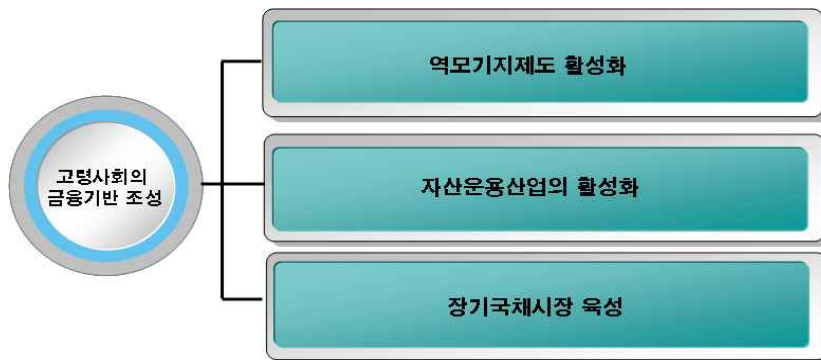 고령사회의
금융기반 조성
역모기지제도 활성화
자산운용산업의 활성화
장기국채시장 육성